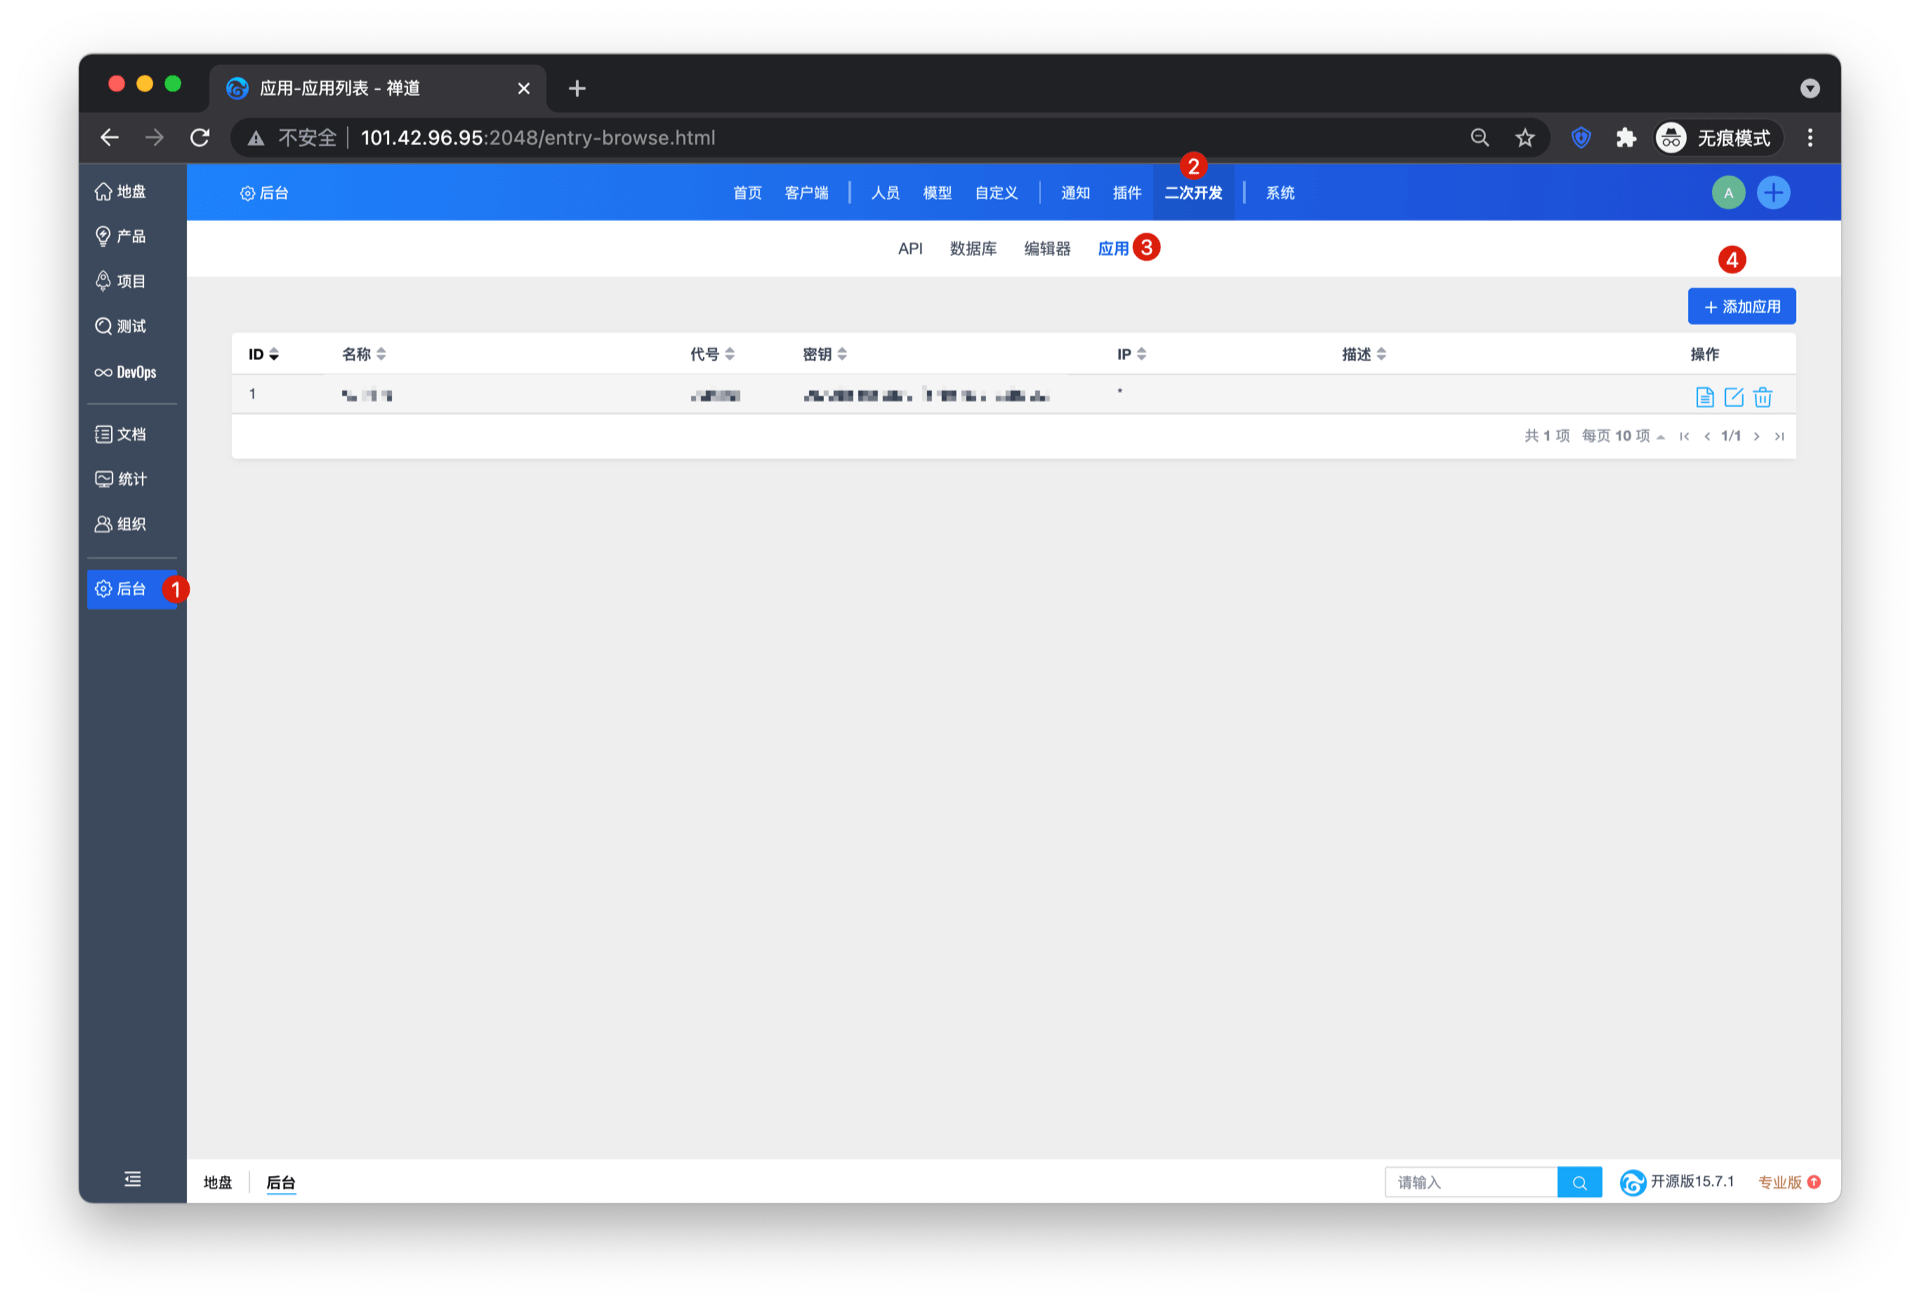 应用-应用列表 - 禅道
不安全 101.42.96.95:2048/entry-browse.html 无痕模式
2
地盘
产品
项目
测试
DevOps
文档
统计
组织
后台 1
后台 首页 客户端 人员 模型 自定义 通知 插件 二次开发 系统 A
API 数据库 编辑器 应用 3
4
添加应用
ID 名称 代号 密钥 IP 描述 操作
1 *
共 1 项 每页 10 项 1/1
地盘 后台 请输入 开源版15.7.1 专业版